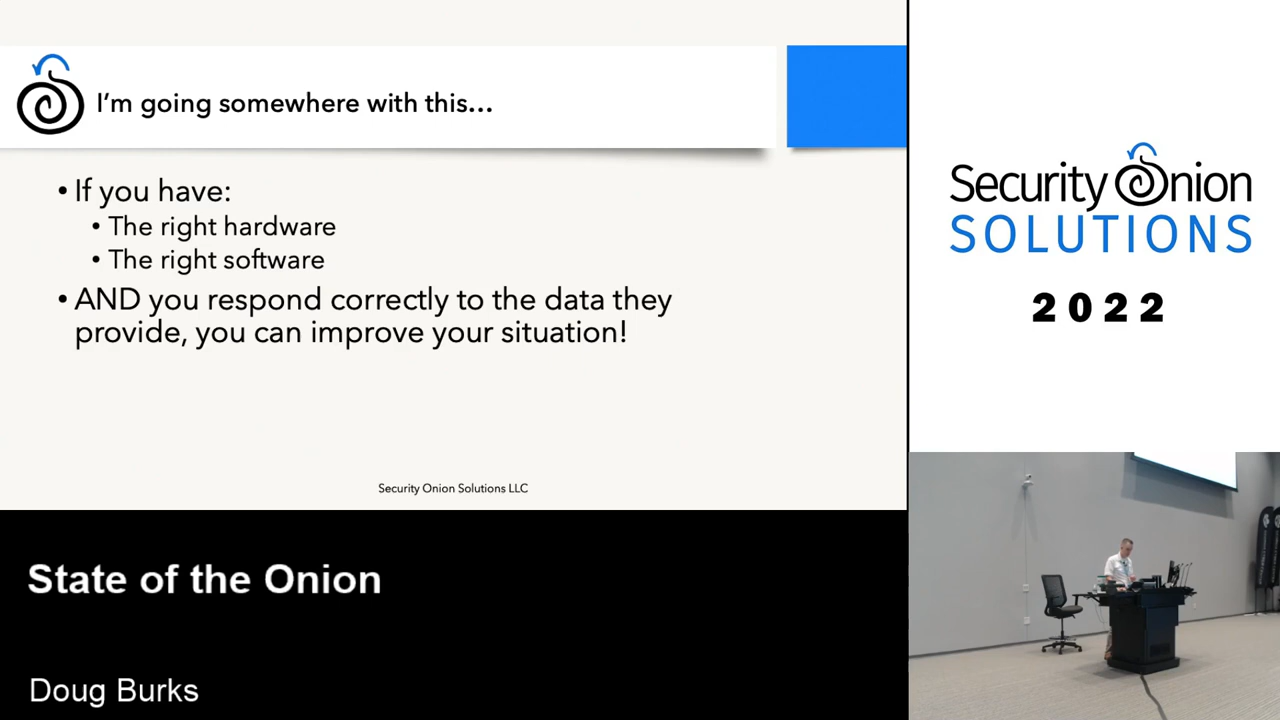 I'm going somewhere with this...
• If you have:
• The right hardware
• The right software
• AND you respond correctly to the data they
provide, you can improve your situation!
Security Onion Solutions LLC
Security Onion
SOLUTIONS
2022
State of the Onion
Doug Burks